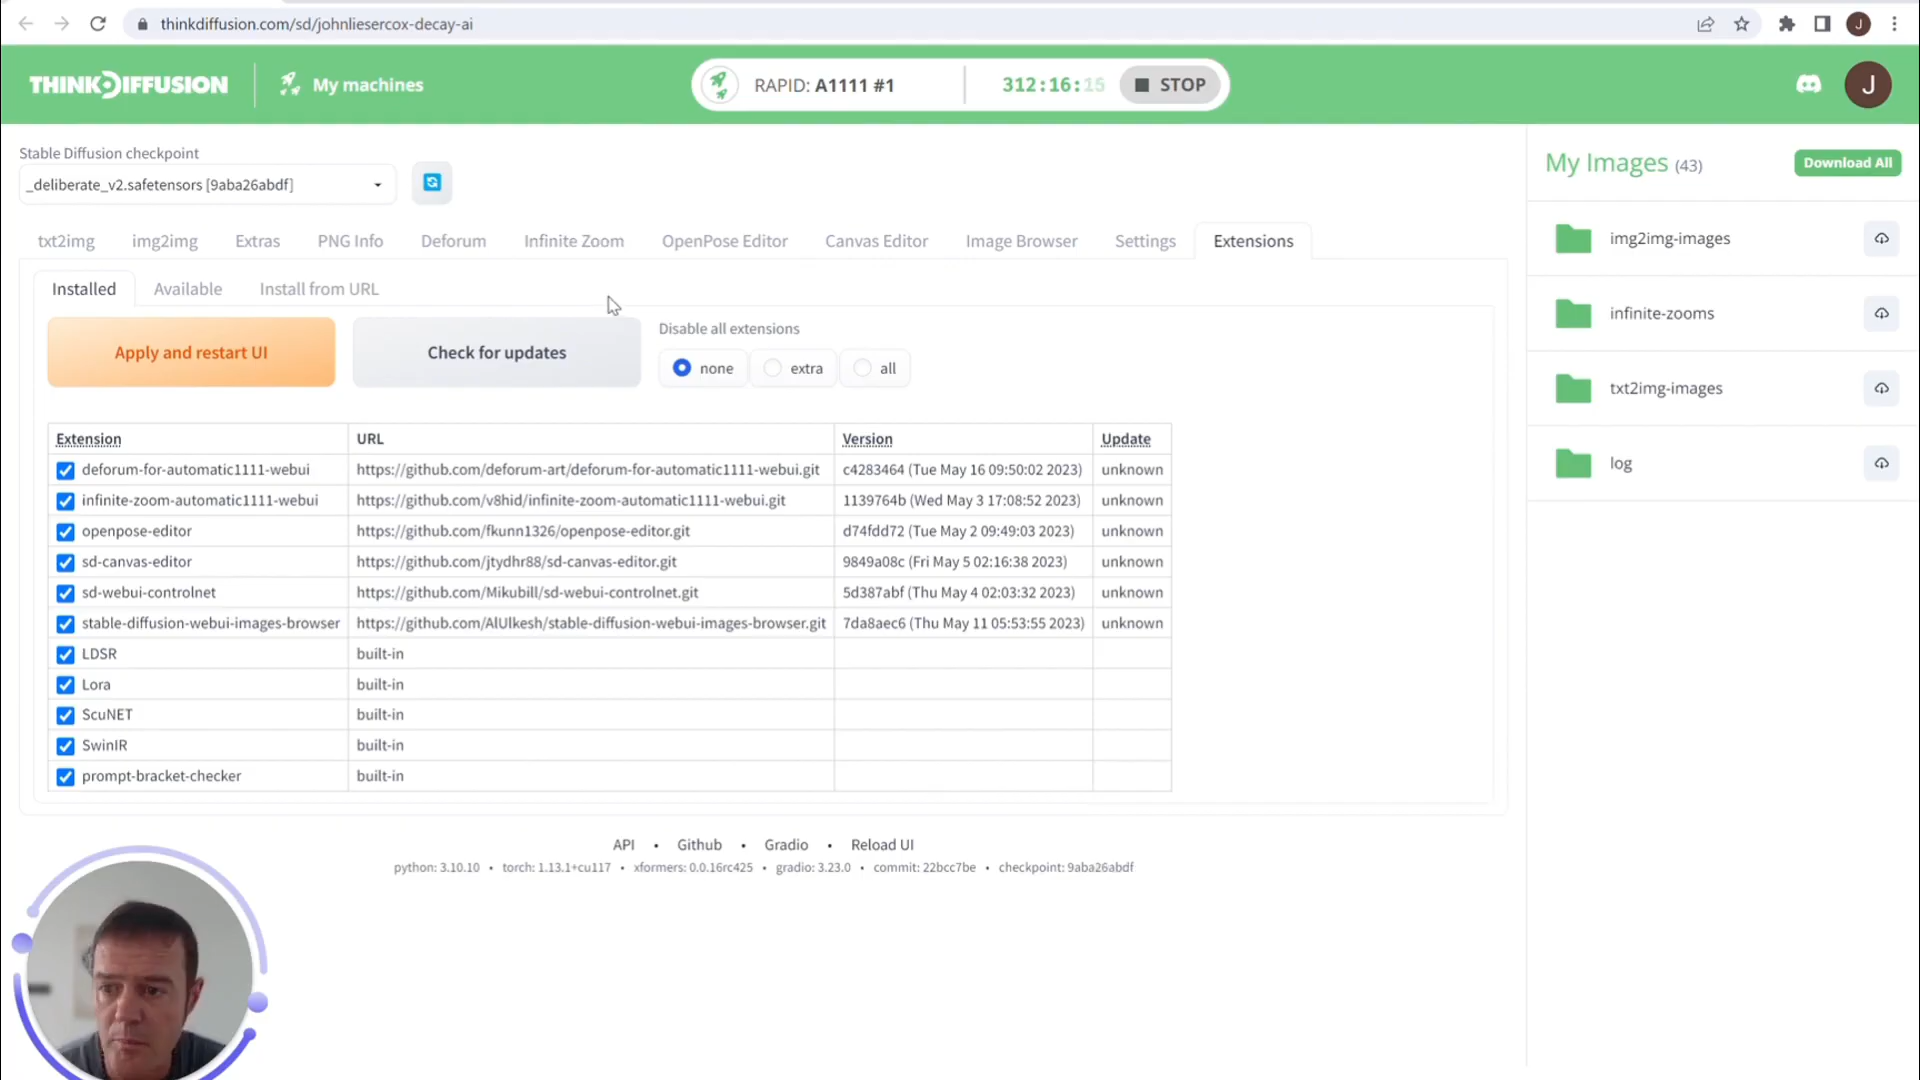 thinkdiffusion.com/sd/johnliesercox-decay-ai
J
THINKDIFFUSION
My machines
RAPID: A1111 #1
312:16:15
STOP
J
Stable Diffusion checkpoint
_deliberate_v2.safetensors [9aba26abdf]
txt2img
img2img
Extras
PNG Info
Deforum
Infinite Zoom
OpenPose Editor
Canvas Editor
Image Browser
Settings
Extensions
Installed
Available
Install from URL
Apply and restart UI
Check for updates
Disable all extensions
none
extra
all
Extension URL Version Update
deforum-for-automatic1111-webui https://github.com/deforum-art/deforum-for-automatic1111-webui.git c4283464 (Tue May 16 09:50:02 2023) unknown
infinite-zoom-automatic1111-webui https://github.com/v8hid/infinite-zoom-automatic1111-webui.git 1139764b (Wed May 3 17:08:52 2023) unknown
openpose-editor https://github.com/fkunn1326/openpose-editor.git d74fdd72 (Tue May 2 09:49:03 2023) unknown
sd-canvas-editor https://github.com/jtydhr88/sd-canvas-editor.git 9849a08c (Fri May 5 02:16:38 2023) unknown
sd-webui-controlnet https://github.com/Mikubill/sd-webui-controlnet.git 5d387abf (Thu May 4 02:03:32 2023) unknown
stable-diffusion-webui-images-browser https://github.com/AlUlkesh/stable-diffusion-webui-images-browser.git 7da8aec6 (Thu May 11 05:53:55 2023) unknown
LDSR built-in
Lora built-in
ScuNET built-in
SwinIR built-in
prompt-bracket-checker built-in
API • Github • Gradio • Reload UI
python: 3.10.10 • torch: 1.13.1+cu117 • xformers: 0.0.16rc425 • gradio: 3.23.0 • commit: 22bcc7be • checkpoint: 9aba26abdf
My Images (43)
Download All
img2img-images
infinite-zooms
txt2img-images
log